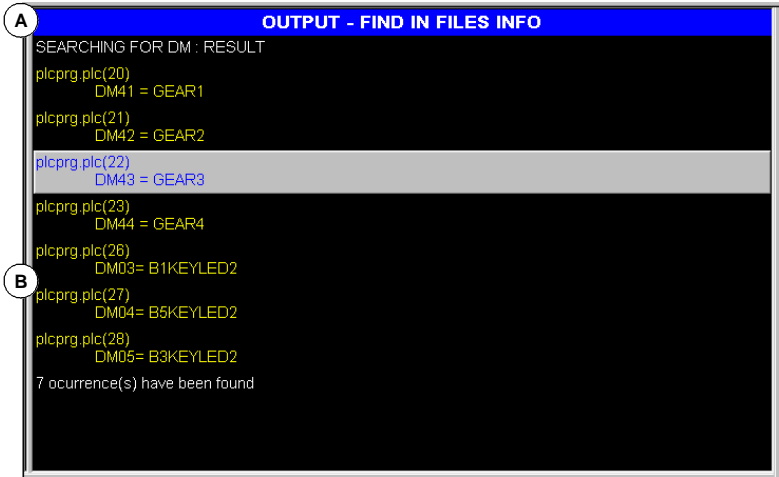 A
OUTPUT - FIND IN FILES INFO
SEARCHING FOR DM : RESULT
plcprg.plc(20)
DM41 = GEAR1
plcprg.plc(21)
DM42 = GEAR2
plcprg.plc(22)
DM43 = GEAR3
plcprg.plc(23)
DM44 = GEAR4
plcprg.plc(26)
DM03= B1KEYLED2
B
plcprg.plc(27)
DM04= B5KEYLED2
plcprg.plc(28)
DM05= B3KEYLED2
7 ocurrence(s) have been found